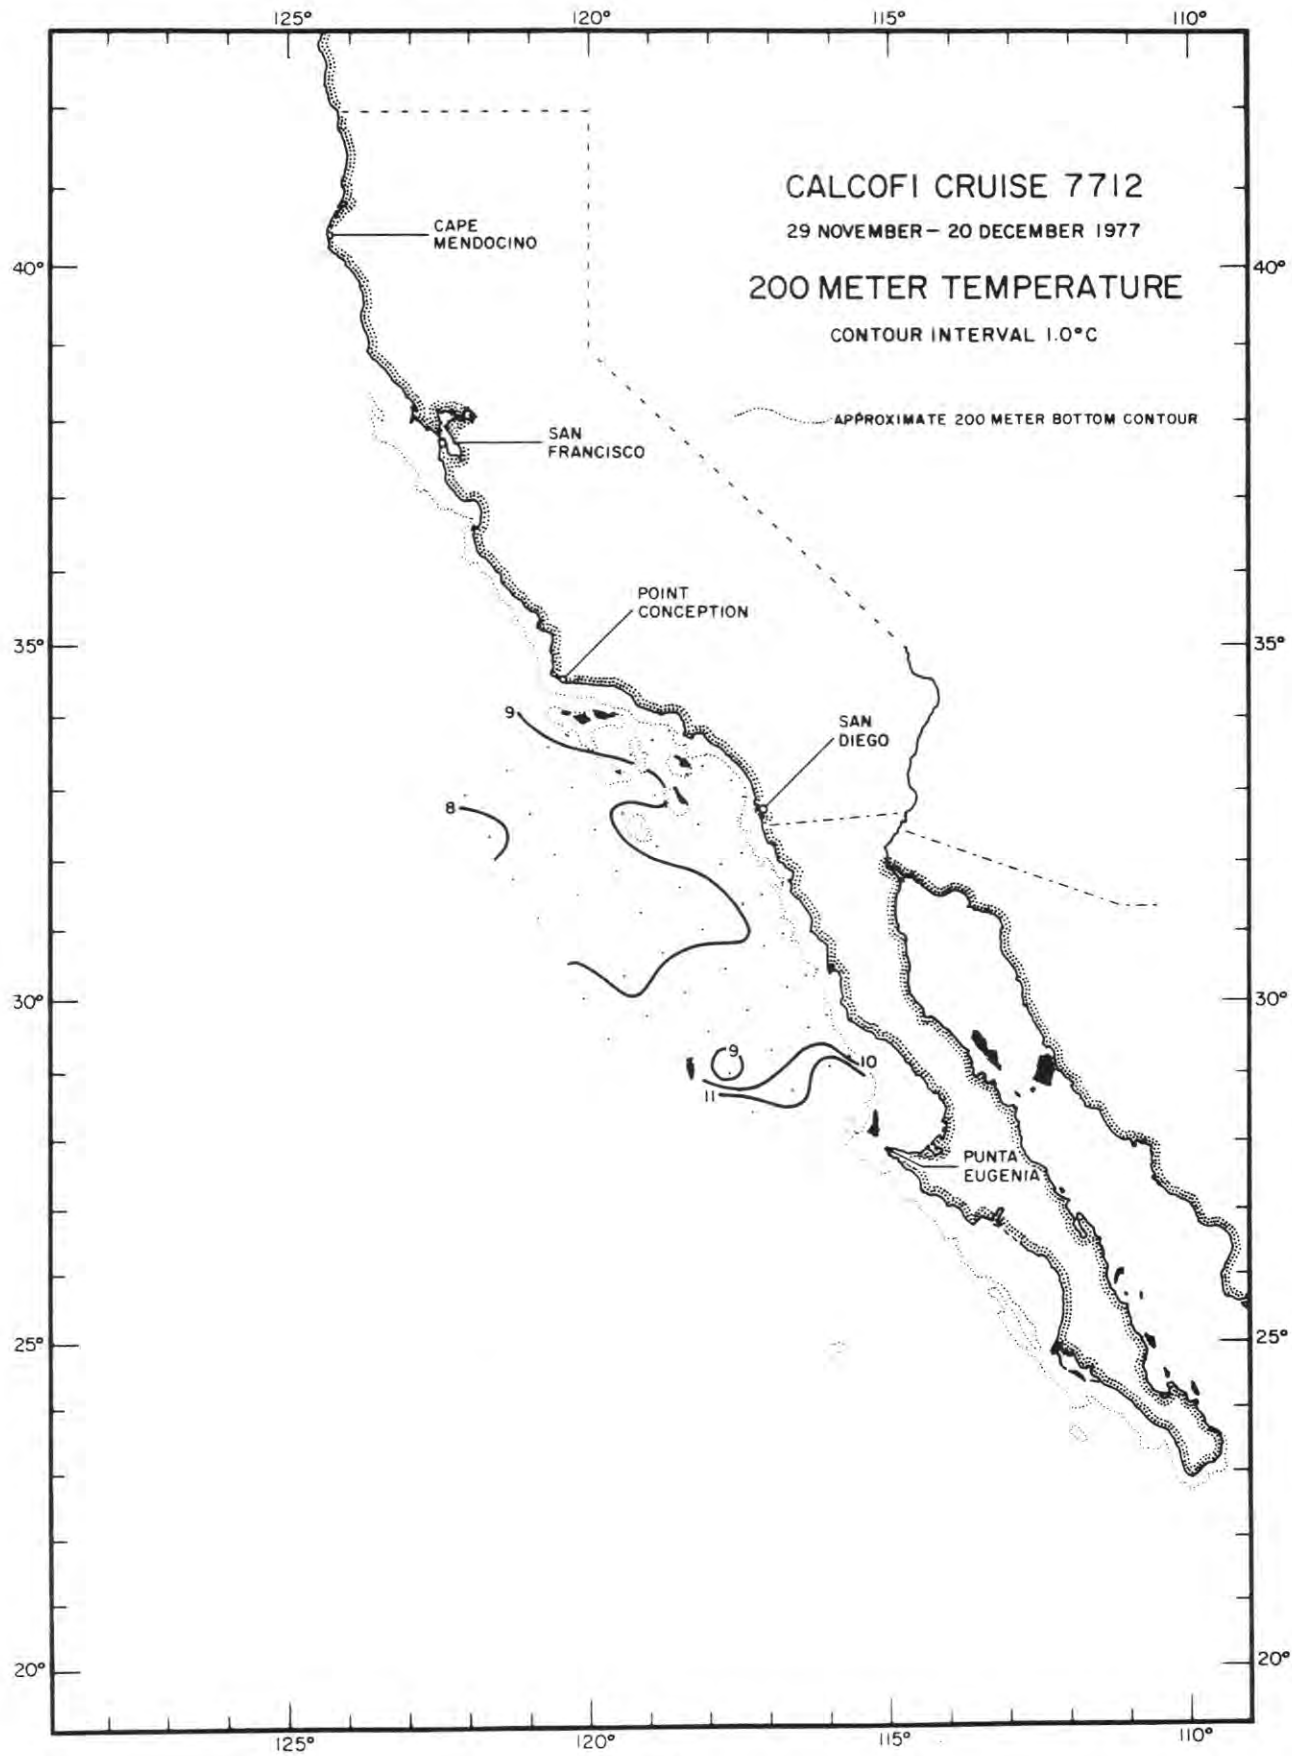 125°
120°
115°
110°
CALCOFI CRUISE 7712
29 NOVEMBER – 20 DECEMBER 1977
CAPE
MENDOCINO
40°
40°
200 METER TEMPERATURE
CONTOUR INTERVAL 1.0°C
APPROXIMATE 200 METER BOTTOM CONTOUR
SAN
FRANCISCO
POINT
CONCEPTION
35°
35°
9
SAN
DIEGO
8
30°
30°
9
10
11
PUNTA
EUGENIA
25°
25°
20°
20°
125°
120°
115°
110°